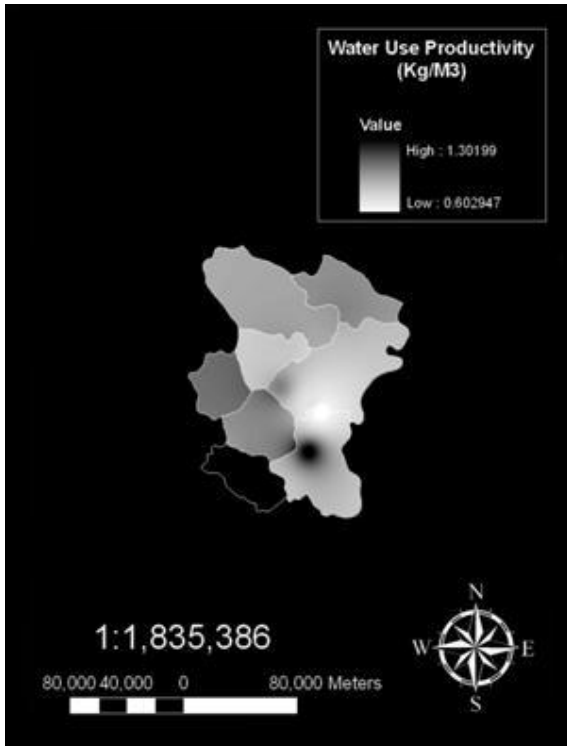 Water Use Productivity
(Kg/M3)
Value
High : 1.30199
Low : 0.602947
N
W E
S
1:1,835,386
80,000 40,000 0 80,000 Meters